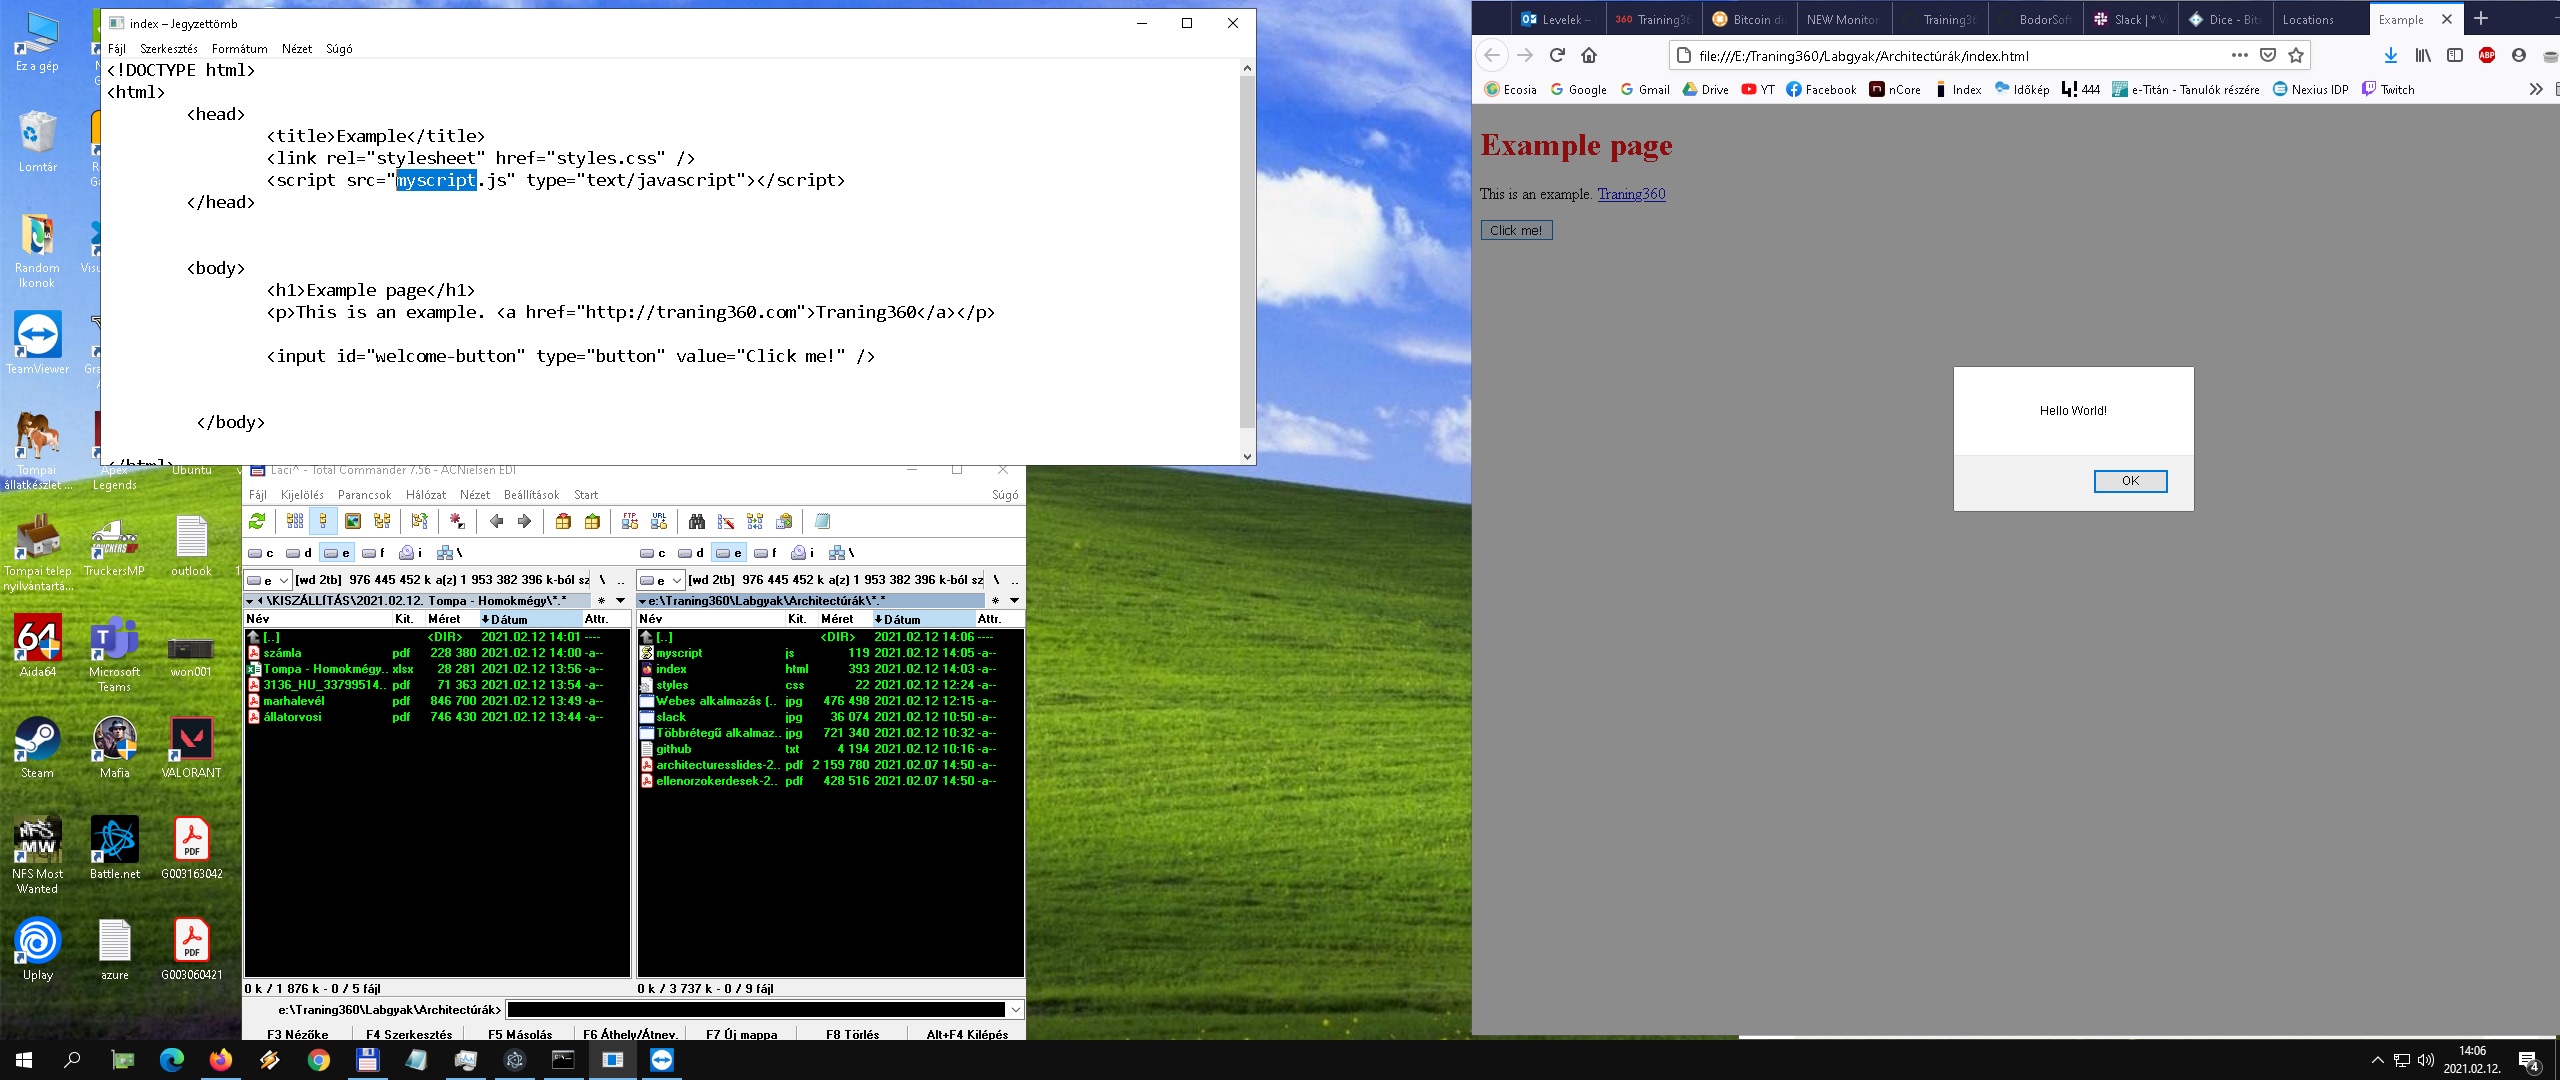 Ez a gép
Lomtár
Random
Ikonok
TeamViewer
Tompai
állatkészlet ...
Apex
Legends
Ubuntu
Tompai telep
nyilvántartá...
TruckersMP
outlook
Aida64
Microsoft
Teams
won001
Steam
Mafia
VALORANT
NFS Most
Wanted
Battle.net
G003163042
Uplay
azure
G003060421
index – Jegyzettömb
Fájl Szerkesztés Formátum Nézet Súgó
<!DOCTYPE html>
<html>
<head>
<title>Example</title>
<link rel="stylesheet" href="styles.css" />
<script src="myscript.js" type="text/javascript"></script>
</head>
<body>
<h1>Example page</h1>
<p>This is an example. <a href="http://traning360.com">Traning360</a></p>
<input id="welcome-button" type="button" value="Click me!" />
</body>
</html>
Laci^ - Total Commander 7.56 - ACNielsen EDI
Fájl Kijelölés Parancsok Hálózat Nézet Beállítások Start Súgó
FTP URL
c d e f i \
c d e f i \
e [wd 2tb] 976 445 452 k a(z) 1 953 382 396 k-ból sz \ ..
e [wd 2tb] 976 445 452 k a(z) 1 953 382 396 k-ból sz \ ..
\KISZÁLLÍTÁS\2021.02.12. Tompa - Homokmégy\*.* *
e:\Traning360\Labgyak\Architectúrák\*.* *
Név Kit. Méret Dátum Attr.
[..] <DIR> 2021.02.12 14:01 ----
számla pdf 228 380 2021.02.12 14:00 -a--
Tompa - Homokmégy.. xlsx 28 281 2021.02.12 13:56 -a--
3136_HU_33799514.. pdf 71 363 2021.02.12 13:54 -a--
marhalevél pdf 846 700 2021.02.12 13:49 -a--
állatorvosi pdf 746 430 2021.02.12 13:44 -a--
0 k / 1 876 k - 0 / 5 fájl
Név Kit. Méret Dátum Attr.
[..] <DIR> 2021.02.12 14:06 ----
myscript js 119 2021.02.12 14:05 -a--
index html 393 2021.02.12 14:03 -a--
styles css 22 2021.02.12 12:24 -a--
Webes alkalmazás (.. jpg 476 498 2021.02.12 12:15 -a--
slack jpg 36 074 2021.02.12 10:50 -a--
Többrétegű alkalmaz.. jpg 721 340 2021.02.12 10:32 -a--
github txt 4 194 2021.02.12 10:16 -a--
architecturesslides-2.. pdf 2 159 780 2021.02.07 14:50 -a--
ellenorzokerdesek-2.. pdf 428 516 2021.02.07 14:50 -a--
0 k / 3 737 k - 0 / 9 fájl
e:\Traning360\Labgyak\Architectúrák>
F3 Nézőke F4 Szerkesztés F5 Másolás F6 Áthely/Átnev. F7 Új mappa F8 Törlés Alt+F4 Kilépés
Levelek – 360 Training36 Bitcoin di NEW Monitor Training36 BodorSof Slack | * V Dice - Bits Locations Example
file:///E:/Traning360/Labgyak/Architectúrák/index.html
ABP
Ecosia Google Gmail Drive YT Facebook nCore Index Időkép 444 e-Titán - Tanulók részére Nexius IDP Twitch
Example page
This is an example. Traning360
Click me!
Hello World!
OK
14:06
2021.02.12.
4